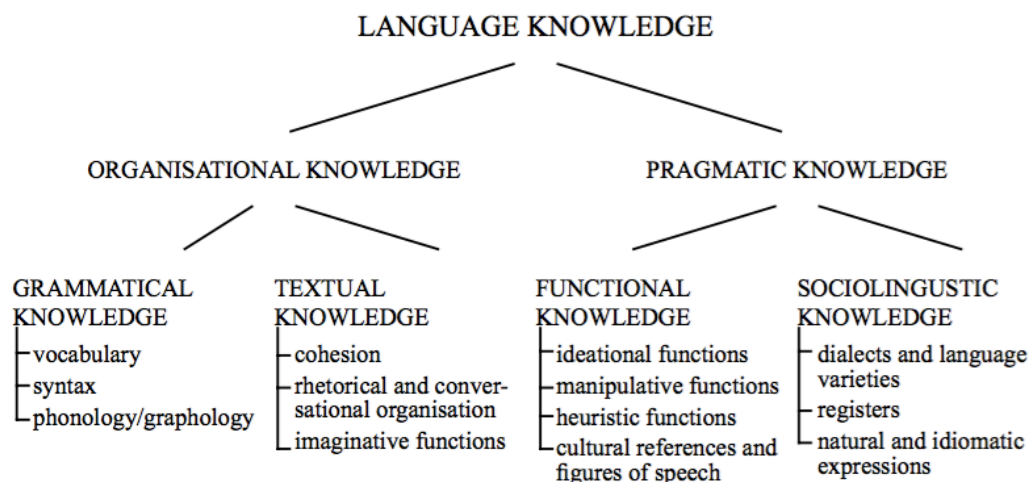 LANGUAGE KNOWLEDGE
ORGANISATIONAL KNOWLEDGE
PRAGMATIC KNOWLEDGE
GRAMMATICAL
KNOWLEDGE
vocabulary
syntax
phonology/graphology
TEXTUAL
KNOWLEDGE
cohesion
rhetorical and conver-
sational organisation
imaginative functions
FUNCTIONAL
KNOWLEDGE
ideational functions
manipulative functions
heuristic functions
cultural references and
figures of speech
SOCIOLINGUSTIC
KNOWLEDGE
dialects and language
varieties
registers
natural and idiomatic
expressions